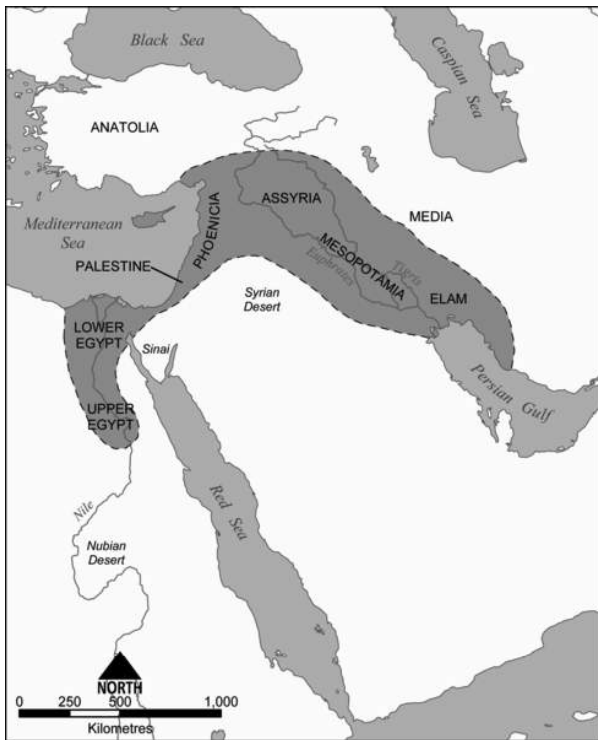 Black Sea
Caspian Sea
ANATOLIA
ASSYRIA
MEDIA
Mediterranean
Sea
PHOENICIA
MESOPOTAMIA
PALESTINE
Euphrates
Tigris
ELAM
Syrian
Desert
LOWER
EGYPT
Sinai
Persian Gulf
UPPER
EGYPT
Red Sea
Nile
Nubian
Desert
NORTH
0 250 500 1,000
Kilometres